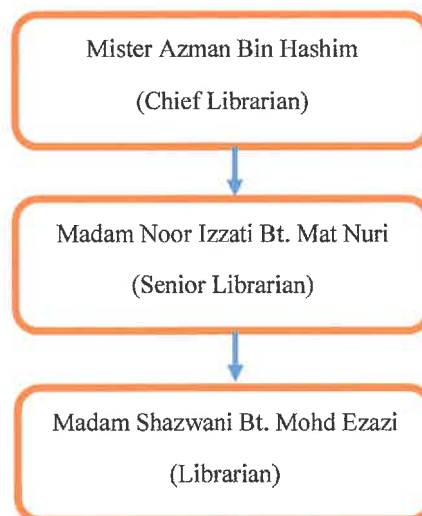 Mister Azman Bin Hashim
(Chief Librarian)
Madam Noor Izzati Bt. Mat Nuri
(Senior Librarian)
Madam Shazwani Bt. Mohd Ezazi
(Librarian)